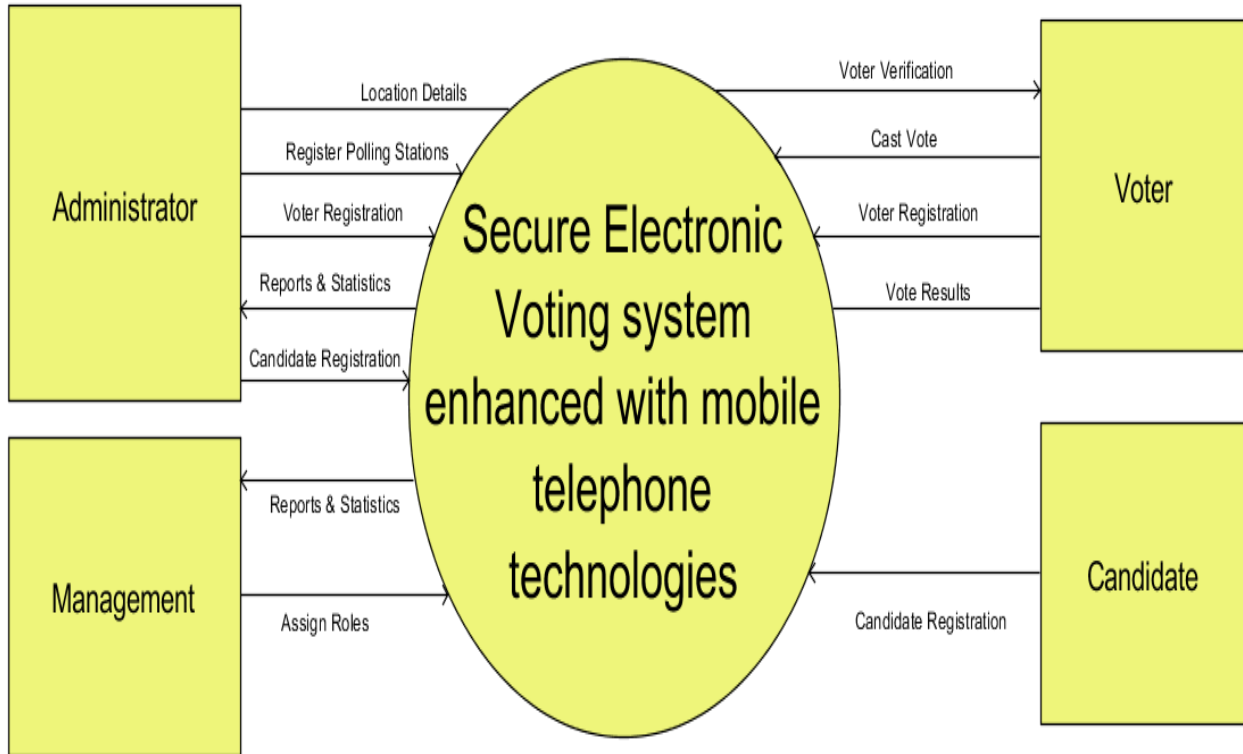 Administrator
Location Details
Register Polling Stations
Voter Registration
Reports & Statistics
Candidate Registration
Management
Reports & Statistics
Assign Roles
Secure Electronic
Voting system
enhanced with mobile
telephone
technologies
Voter Verification
Cast Vote
Voter Registration
Vote Results
Voter
Candidate Registration
Candidate